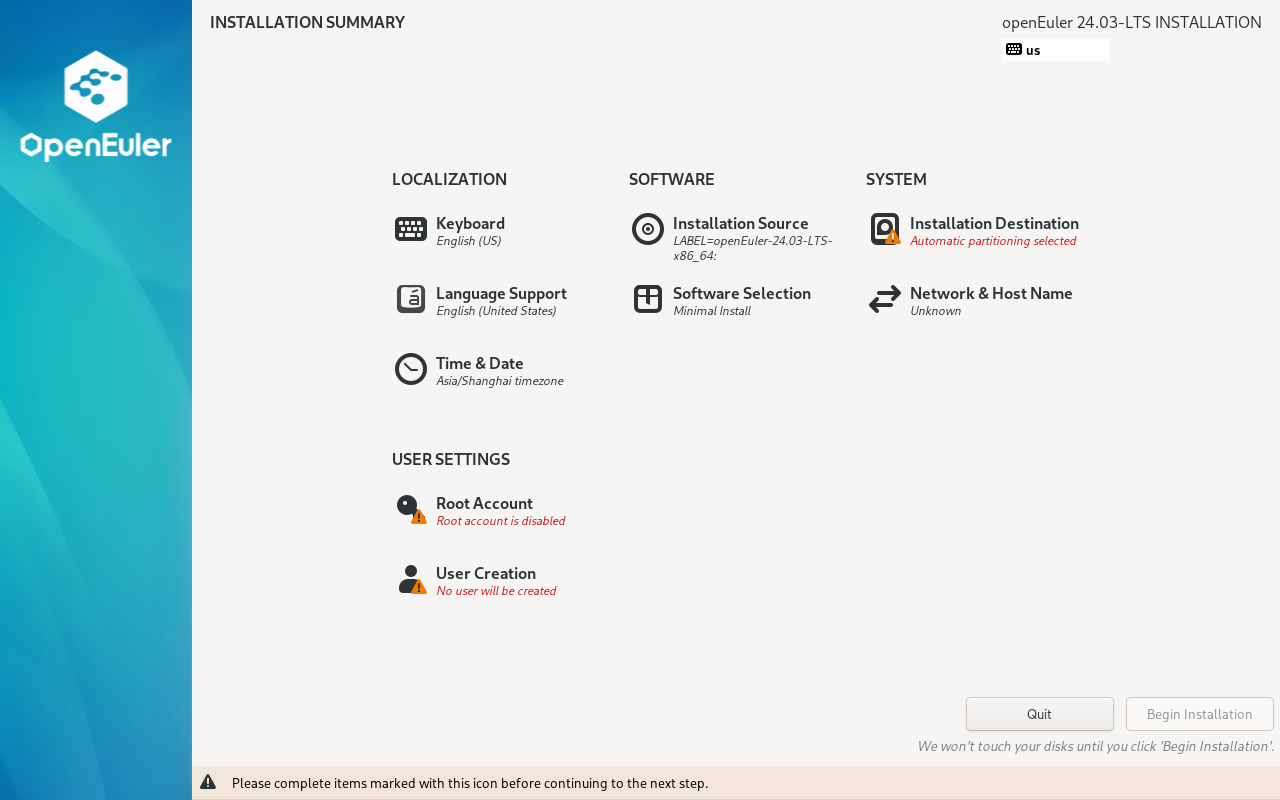 OpenEuler
INSTALLATION SUMMARY
openEuler 24.03-LTS INSTALLATION
us
LOCALIZATION
Keyboard
English (US)
Language Support
English (United States)
Time & Date
Asia/Shanghai timezone
SOFTWARE
Installation Source
LABEL=openEuler-24.03-LTS-
x86_64:
Software Selection
Minimal Install
SYSTEM
Installation Destination
Automatic partitioning selected
Network & Host Name
Unknown
USER SETTINGS
Root Account
Root account is disabled
User Creation
No user will be created
Quit
Begin Installation
We won't touch your disks until you click 'Begin Installation'.
Please complete items marked with this icon before continuing to the next step.